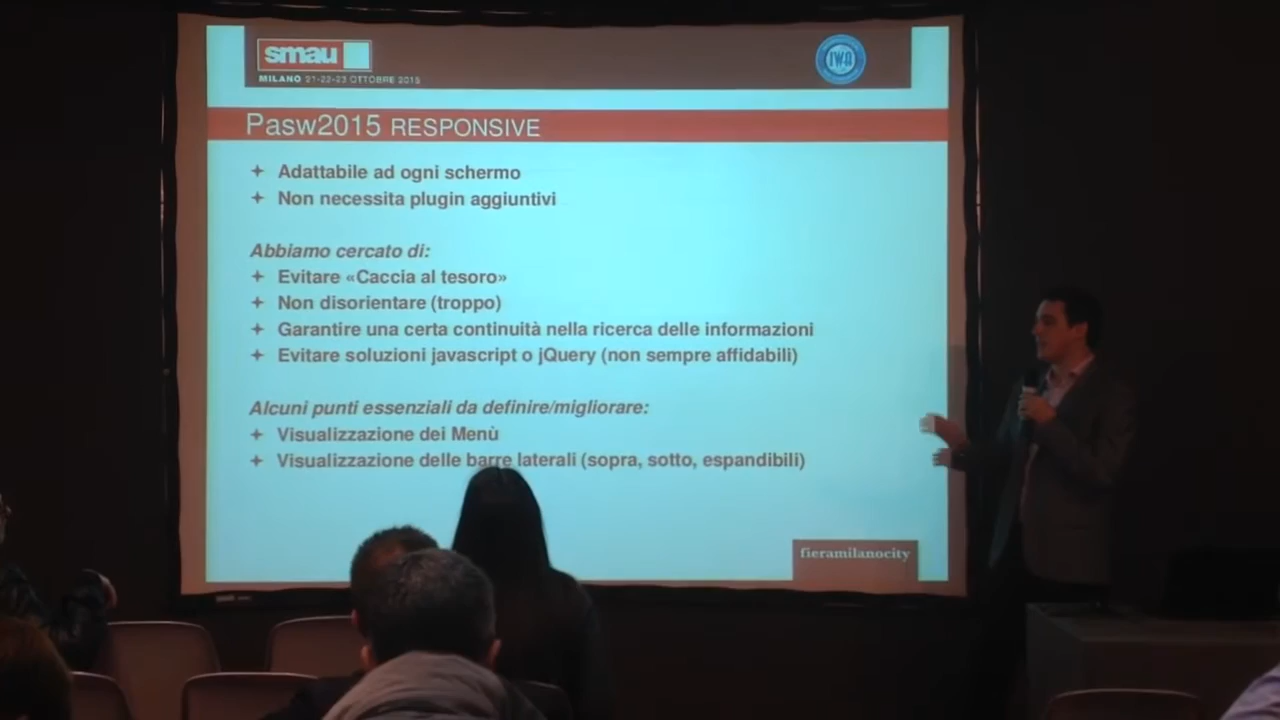 smau
MILANO 21-22-23 OTTOBRE 2015
IWA
Pasw2015 RESPONSIVE
Adattabile ad ogni schermo
Non necessita plugin aggiuntivi
Abbiamo cercato di:
Evitare «Caccia al tesoro»
Non disorientare (troppo)
Garantire una certa continuità nella ricerca delle informazioni
Evitare soluzioni javascript o jQuery (non sempre affidabili)
Alcuni punti essenziali da definire/migliorare:
Visualizzazione dei Menù
Visualizzazione delle barre laterali (sopra, sotto, espandibili)
fieramilanocity